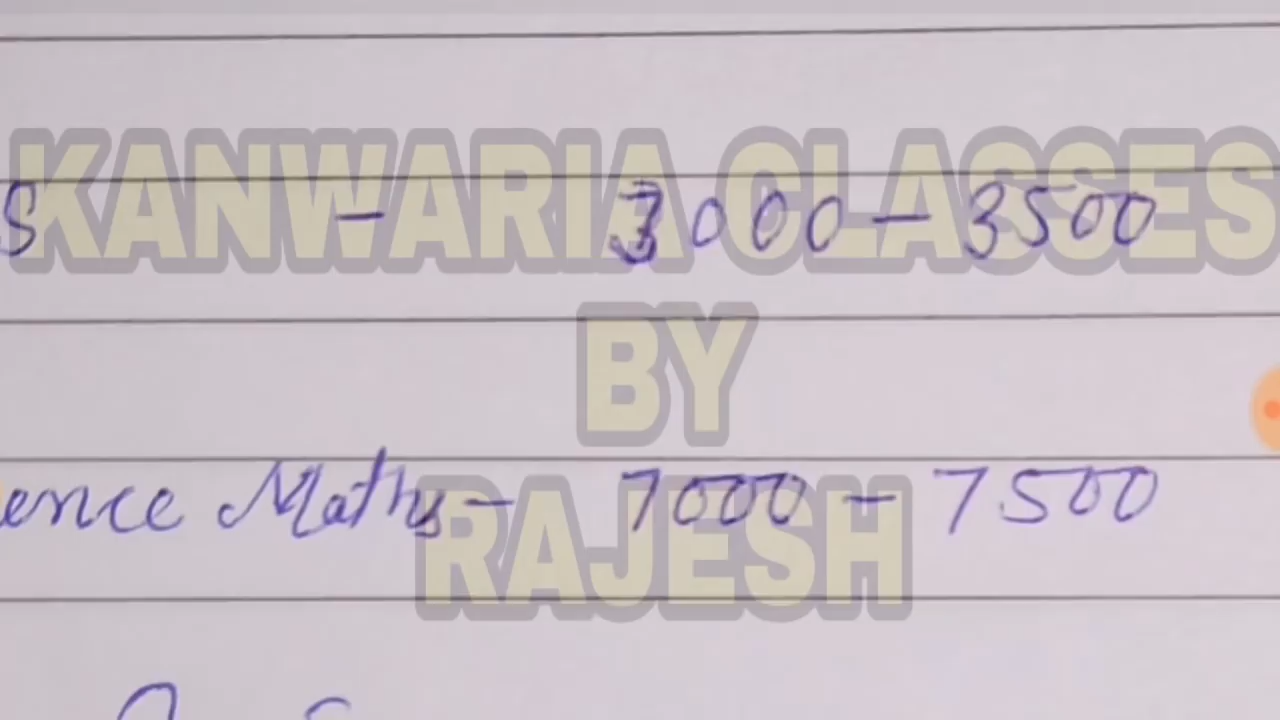 KANWARIA CLASSES
S - 3000 - 3500
BY
ence Maths - 7000 - 7500
RAJESH